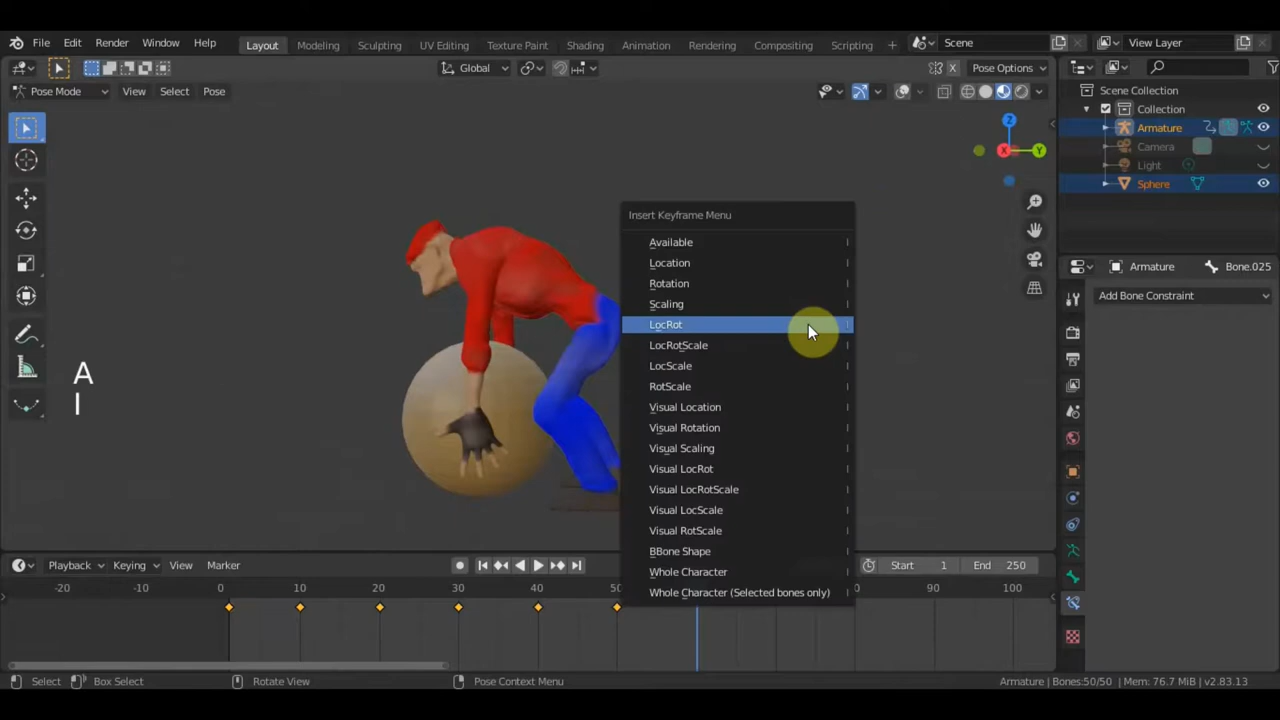 File Edit Render Window Help Layout Modeling Sculpting UV Editing Texture Paint Shading Animation Rendering Compositing Scripting + Scene View Layer
Global X Pose Options
Pose Mode View Select Pose
Scene Collection
Collection
Armature
Camera
Light
Sphere
Z
X Y
Insert Keyframe Menu
Available I
Location I
Rotation I
Scaling I
LocRot I
LocRotScale I
LocScale I
RotScale I
Visual Location I
Visual Rotation I
Visual Scaling I
Visual LocRot I
Visual LocRotScale I
Visual LocScale I
Visual RotScale I
BBone Shape I
Whole Character I
Whole Character (Selected bones only) I
Armature Bone.025
Add Bone Constraint
A
I
Playback Keying View Marker Start 1 End 250
-20 -10 0 10 20 30 40 50 80 90 100
Select Box Select Rotate View Pose Context Menu Armature | Bones:50/50 | Mem: 76.7 MiB | v2.83.13